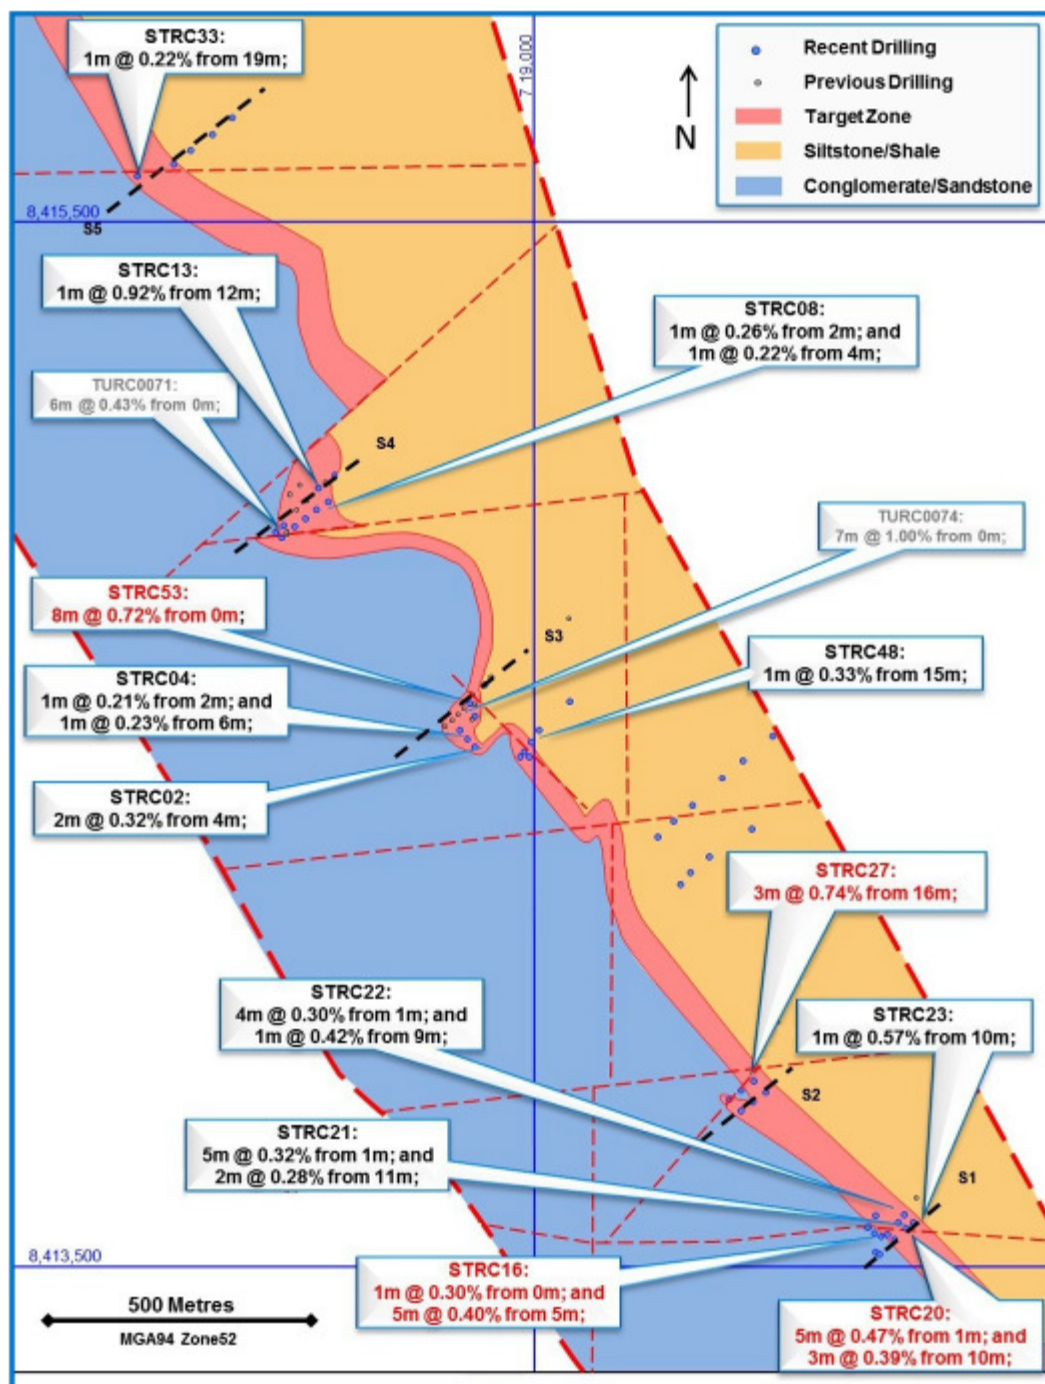 STRC33:
1m @ 0.22% from 19m;
7,19,000
N
Recent Drilling
Previous Drilling
Target Zone
Siltstone/Shale
Conglomerate/Sandstone
8,415,500
S5
STRC13:
1m @ 0.92% from 12m;
STRC08:
1m @ 0.26% from 2m; and
1m @ 0.22% from 4m;
TURC0071:
6m @ 0.43% from 0m;
S4
TURC0074:
7m @ 1.00% from 0m;
STRC53:
8m @ 0.72% from 0m;
S3
STRC48:
1m @ 0.33% from 15m;
STRC04:
1m @ 0.21% from 2m; and
1m @ 0.23% from 6m;
STRC02:
2m @ 0.32% from 4m;
STRC27:
3m @ 0.74% from 16m;
STRC22:
4m @ 0.30% from 1m; and
1m @ 0.42% from 9m;
STRC23:
1m @ 0.57% from 10m;
S2
STRC21:
5m @ 0.32% from 1m; and
2m @ 0.28% from 11m;
S1
8,413,500
STRC16:
1m @ 0.30% from 0m; and
5m @ 0.40% from 5m;
500 Metres
MGA94 Zone52
STRC20:
5m @ 0.47% from 1m; and
3m @ 0.39% from 10m;